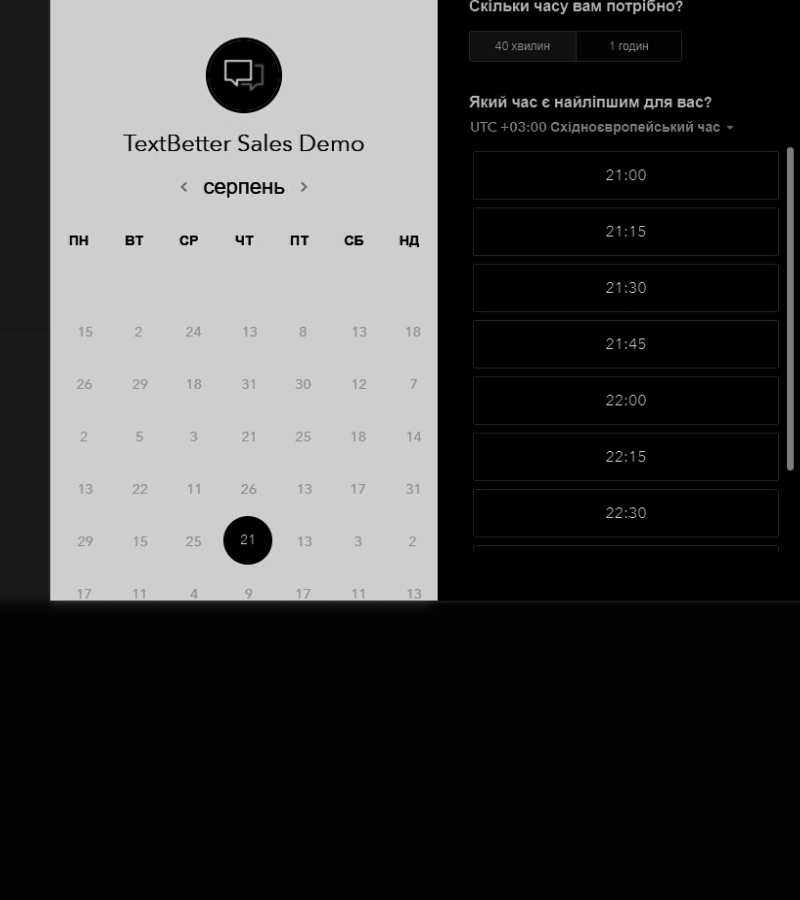 TextBetter Sales Demo
серпень
ПН ВТ СР ЧТ ПТ СБ НД
15 2 24 13 8 13 18
26 29 18 31 30 12 7
2 5 3 21 25 18 14
13 22 11 26 13 17 31
29 15 25 21 13 3 2
17 11 4 9 17 11 13
Скільки часу вам потрібно?
40 хвилин 1 годин
Який час є найліпшим для вас?
UTC +03:00 Східноєвропейський час
21:00
21:15
21:30
21:45
22:00
22:15
22:30